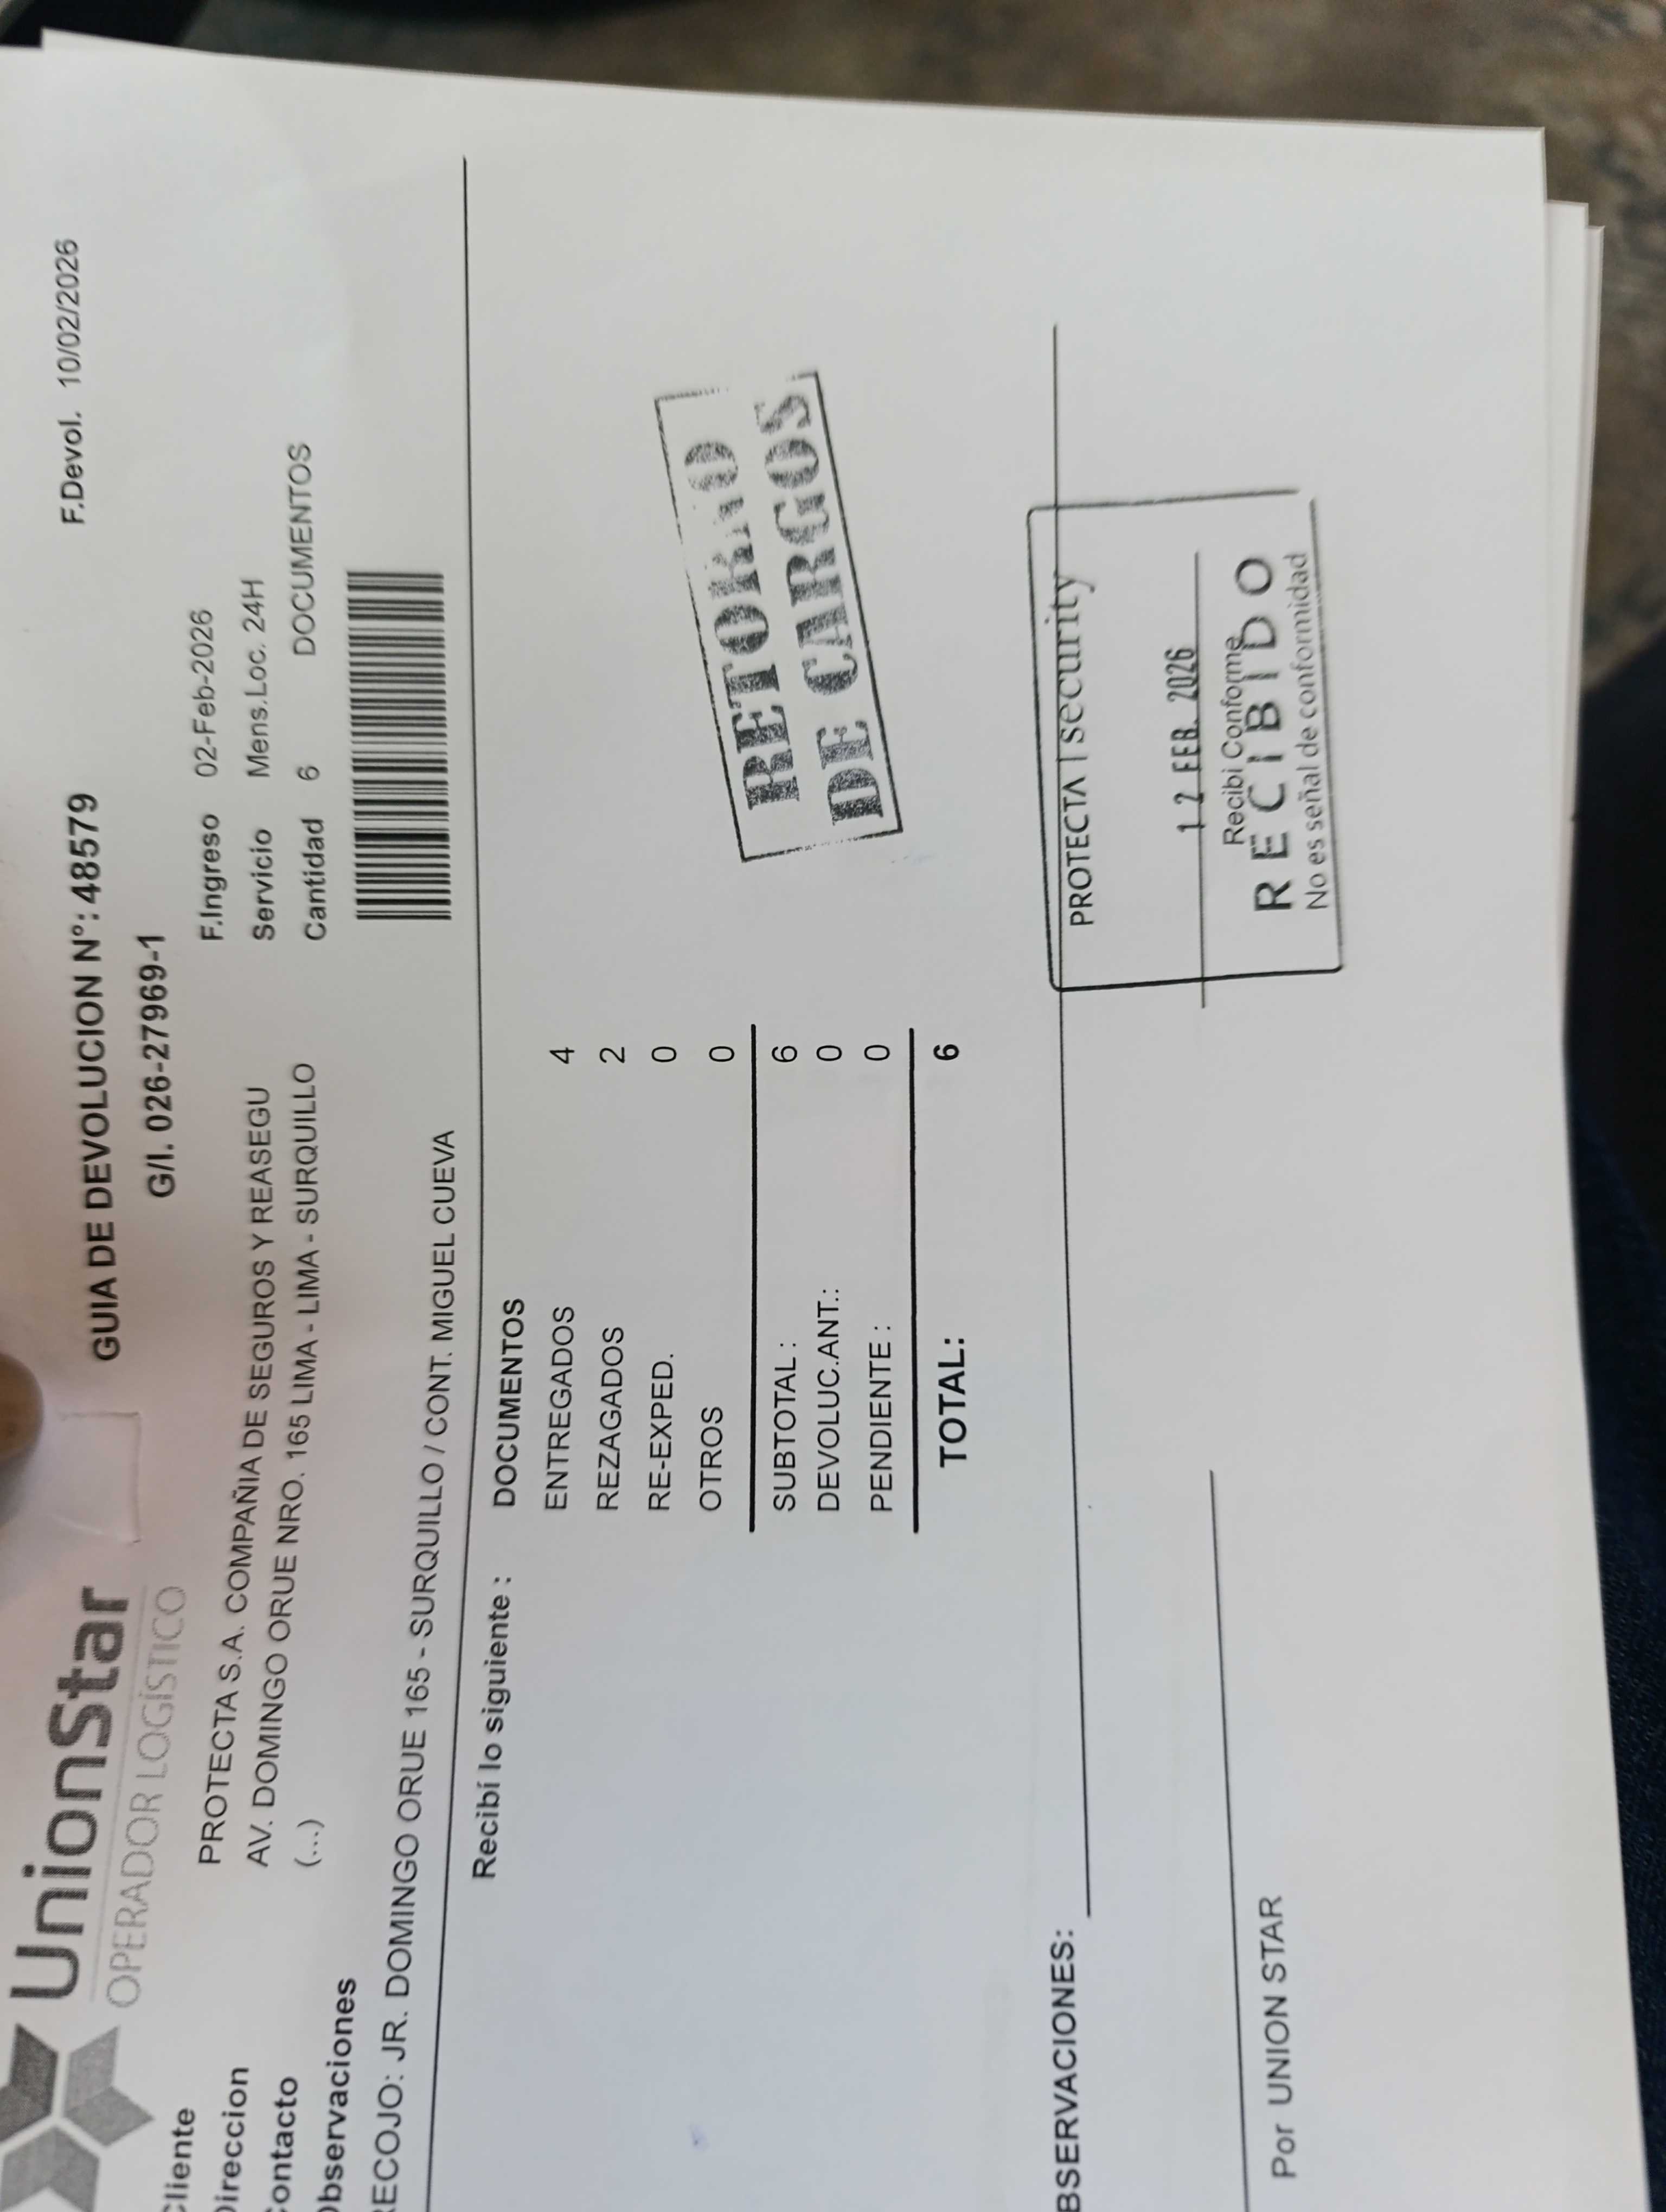 UnionStar
OPERADOR LOGÍSTICO
GUIA DE DEVOLUCION N°: 48579
F.Devol. 10/02/2026
G/I. 026-27969-1
Cliente PROTECTA S.A. COMPAÑIA DE SEGUROS Y REASEGU
F.Ingreso 02-Feb-2026
Direccion AV. DOMINGO ORUE NRO. 165 LIMA - LIMA - SURQUILLO
Servicio Mens.Loc. 24H
ontacto (...)
Cantidad 6 DOCUMENTOS
Observaciones
RECOJO: JR. DOMINGO ORUE 165 - SURQUILLO / CONT. MIGUEL CUEVA
Recibí lo siguiente :
DOCUMENTOS
ENTREGADOS 4
REZAGADOS 2
RE-EXPED. 0
OTROS 0
SUBTOTAL : 6
DEVOLUC.ANT.: 0
PENDIENTE : 0
TOTAL: 6
RETORNO
DE CARGOS
BSERVACIONES:
PROTECTA | security
12 FEB. 2026
Recibi Conforme
RECIBIDO
No es señal de conformidad
Por UNION STAR